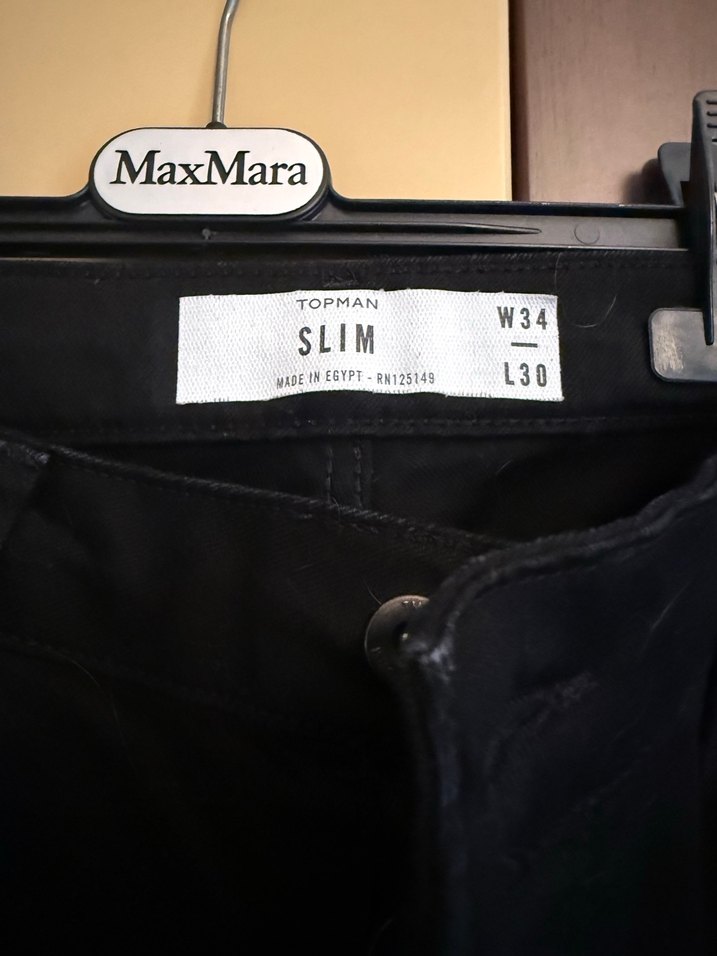 MaxMara
TOPMAN
SLIM
MADE IN EGYPT - RN125149
W34
L30